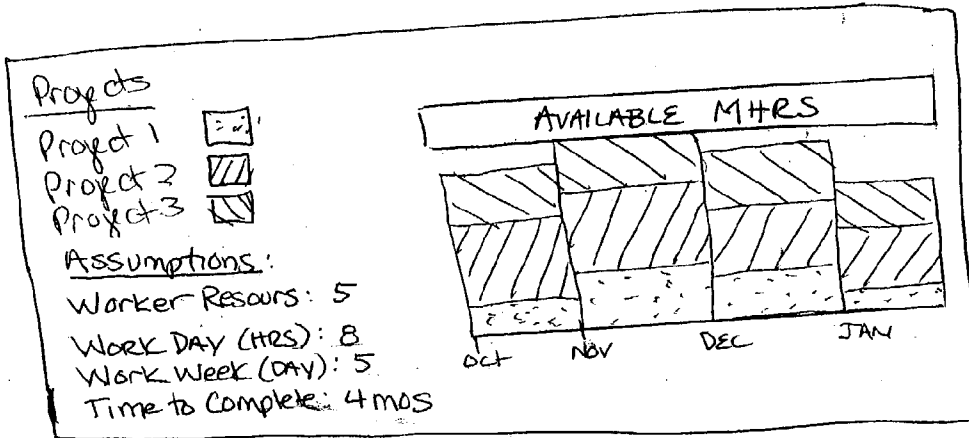 Projects
Project 1
Project 2
Project 3
Assumptions:
Worker Resours: 5
Work Day (HRS): 8
Work Week (DAY): 5
Time to Complete: 4 mos
AVAILABLE MHRS
Oct
Nov
DEC
JAN